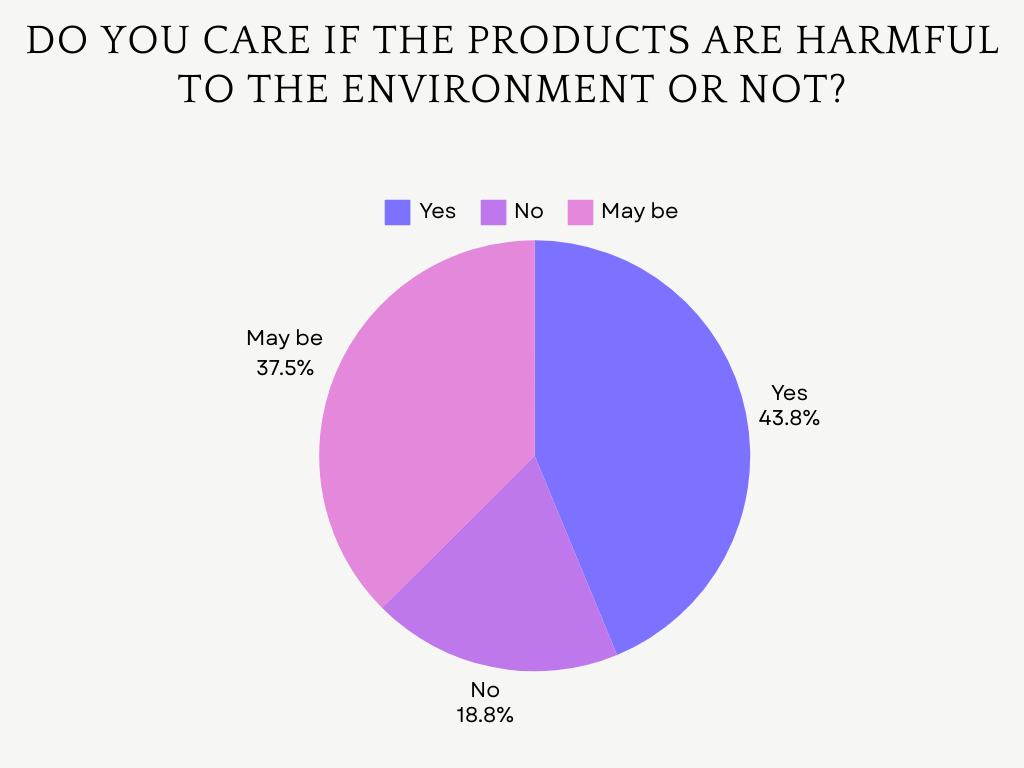 DO YOU CARE IF THE PRODUCTS ARE HARMFUL
TO THE ENVIRONMENT OR NOT?
Yes No May be
May be
37.5%
Yes
43.8%
No
18.8%